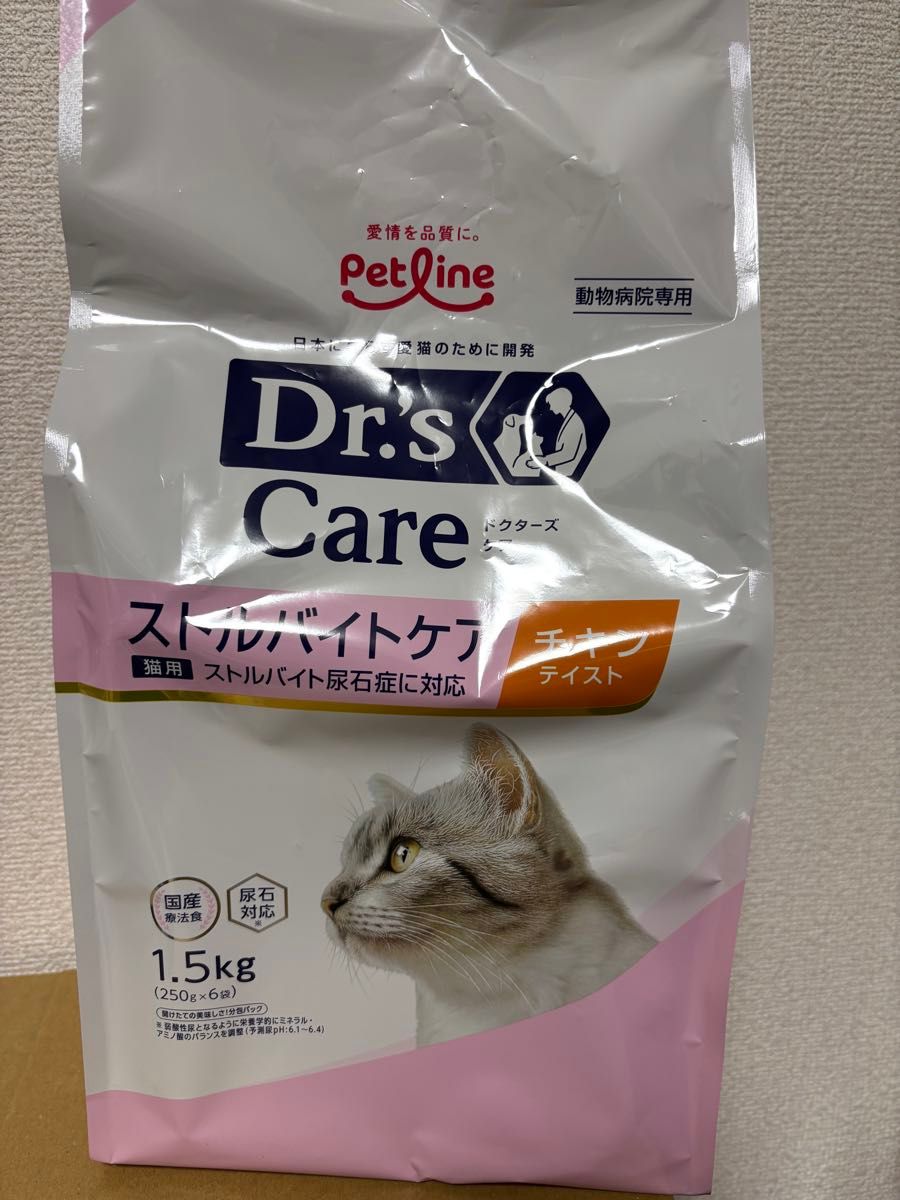 愛情を品質に。
Petline
動物病院専用
日本に 愛猫のために開発
Dr.'s
Care
ドクターズ
ケア
ストルバイトケア
チキン
テイスト
猫用 ストルバイト尿石症に対応
国産
療法食
尿石
対応
※
1.5kg
(250g×6袋)
開けたての美味しさ!分包パック
※弱酸性尿となるように栄養学的にミネラル・
アミノ酸のバランスを調整(予測尿pH:6.1~6.4)